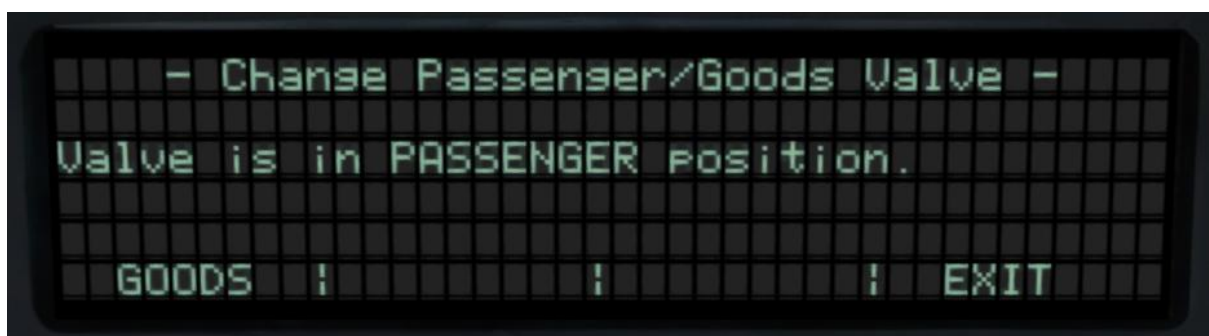 - Change Passenger/Goods Valve -
Valve is in PASSENGER position.
GOODS ¦ ¦ ¦ EXIT